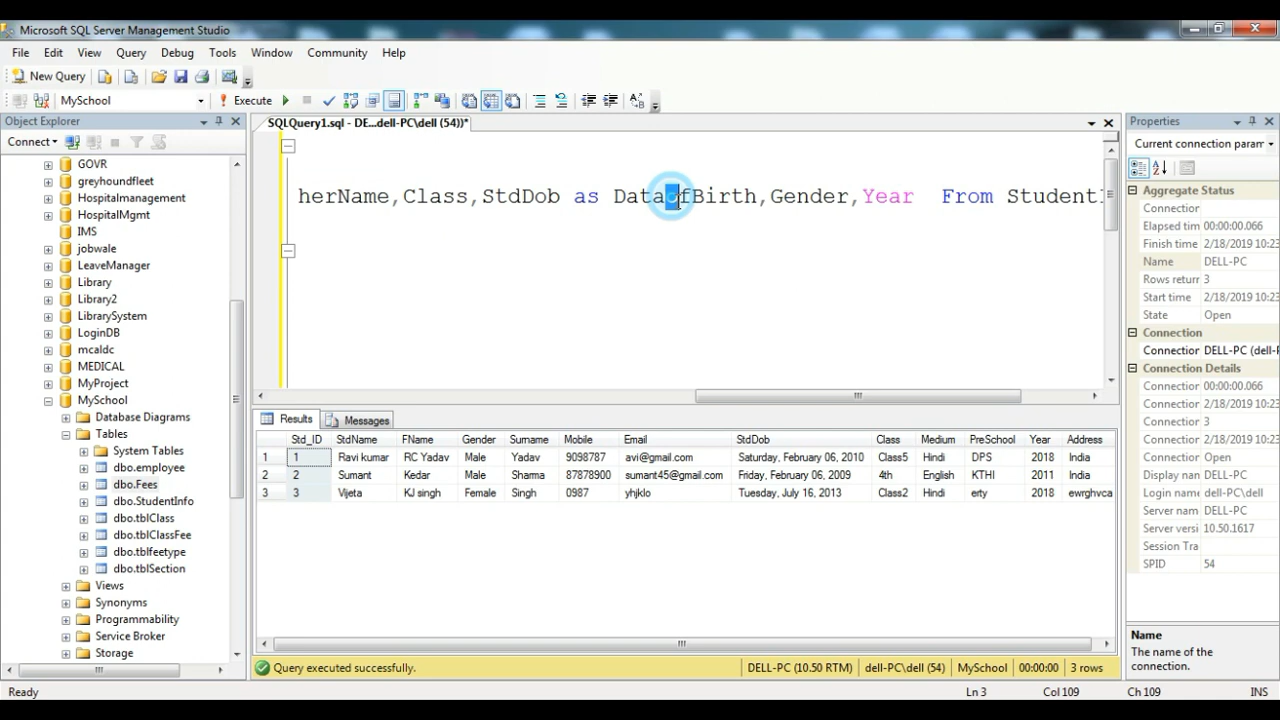 Microsoft SQL Server Management Studio
File Edit View Query Debug Tools Window Community Help
New Query
MySchool Execute
Object Explorer
Connect
GOVR
greyhoundfleet
Hospitalmanagement
HospitalMgmt
IMS
jobwale
LeaveManager
Library
Library2
LibrarySystem
LoginDB
mcaldc
MEDICAL
MyProject
MySchool
Database Diagrams
Tables
System Tables
dbo.employee
dbo.Fees
dbo.StudentInfo
dbo.tblClass
dbo.tblClassFee
dbo.tblfeetype
dbo.tblSection
Views
Synonyms
Programmability
Service Broker
Storage
SQLQuery1.sql - DE...dell-PC\dell (54))*
herName,Class,StdDob as DataofBirth,Gender,Year From Student
Results Messages
Std_ID StdName FName Gender Surname Mobile Email StdDob Class Medium PreSchool Year Address
1 1 Ravi kumar RC Yadav Male Yadav 9098787 avi@gmail.com Saturday, February 06, 2010 Class5 Hindi DPS 2018 India
2 2 Sumant Kedar Male Sharma 87878900 sumant45@gmail.com Friday, February 06, 2009 4th English KTHI 2011 India
3 3 Vijeta KJ singh Female Singh 0987 yhjklo Tuesday, July 16, 2013 Class2 Hindi erty 2018 ewrghvca
Query executed successfully. DELL-PC (10.50 RTM) dell-PC\dell (54) MySchool 00:00:00 3 rows
Properties
Current connection param
Aggregate Status
Connection
Elapsed tim 00:00:00.066
Finish time 2/18/2019 10:23
Name DELL-PC
Rows returr 3
Start time 2/18/2019 10:23
State Open
Connection
Connection DELL-PC (dell-P
Connection Details
Connection 00:00:00.066
Connection 2/18/2019 10:23
Connection 3
Connection 2/18/2019 10:23
Connection Open
Display nam DELL-PC
Login name dell-PC\dell
Server nam DELL-PC
Server versi 10.50.1617
Session Tra
SPID 54
Name
The name of the
connection.
Ready Ln 3 Col 109 Ch 109 INS